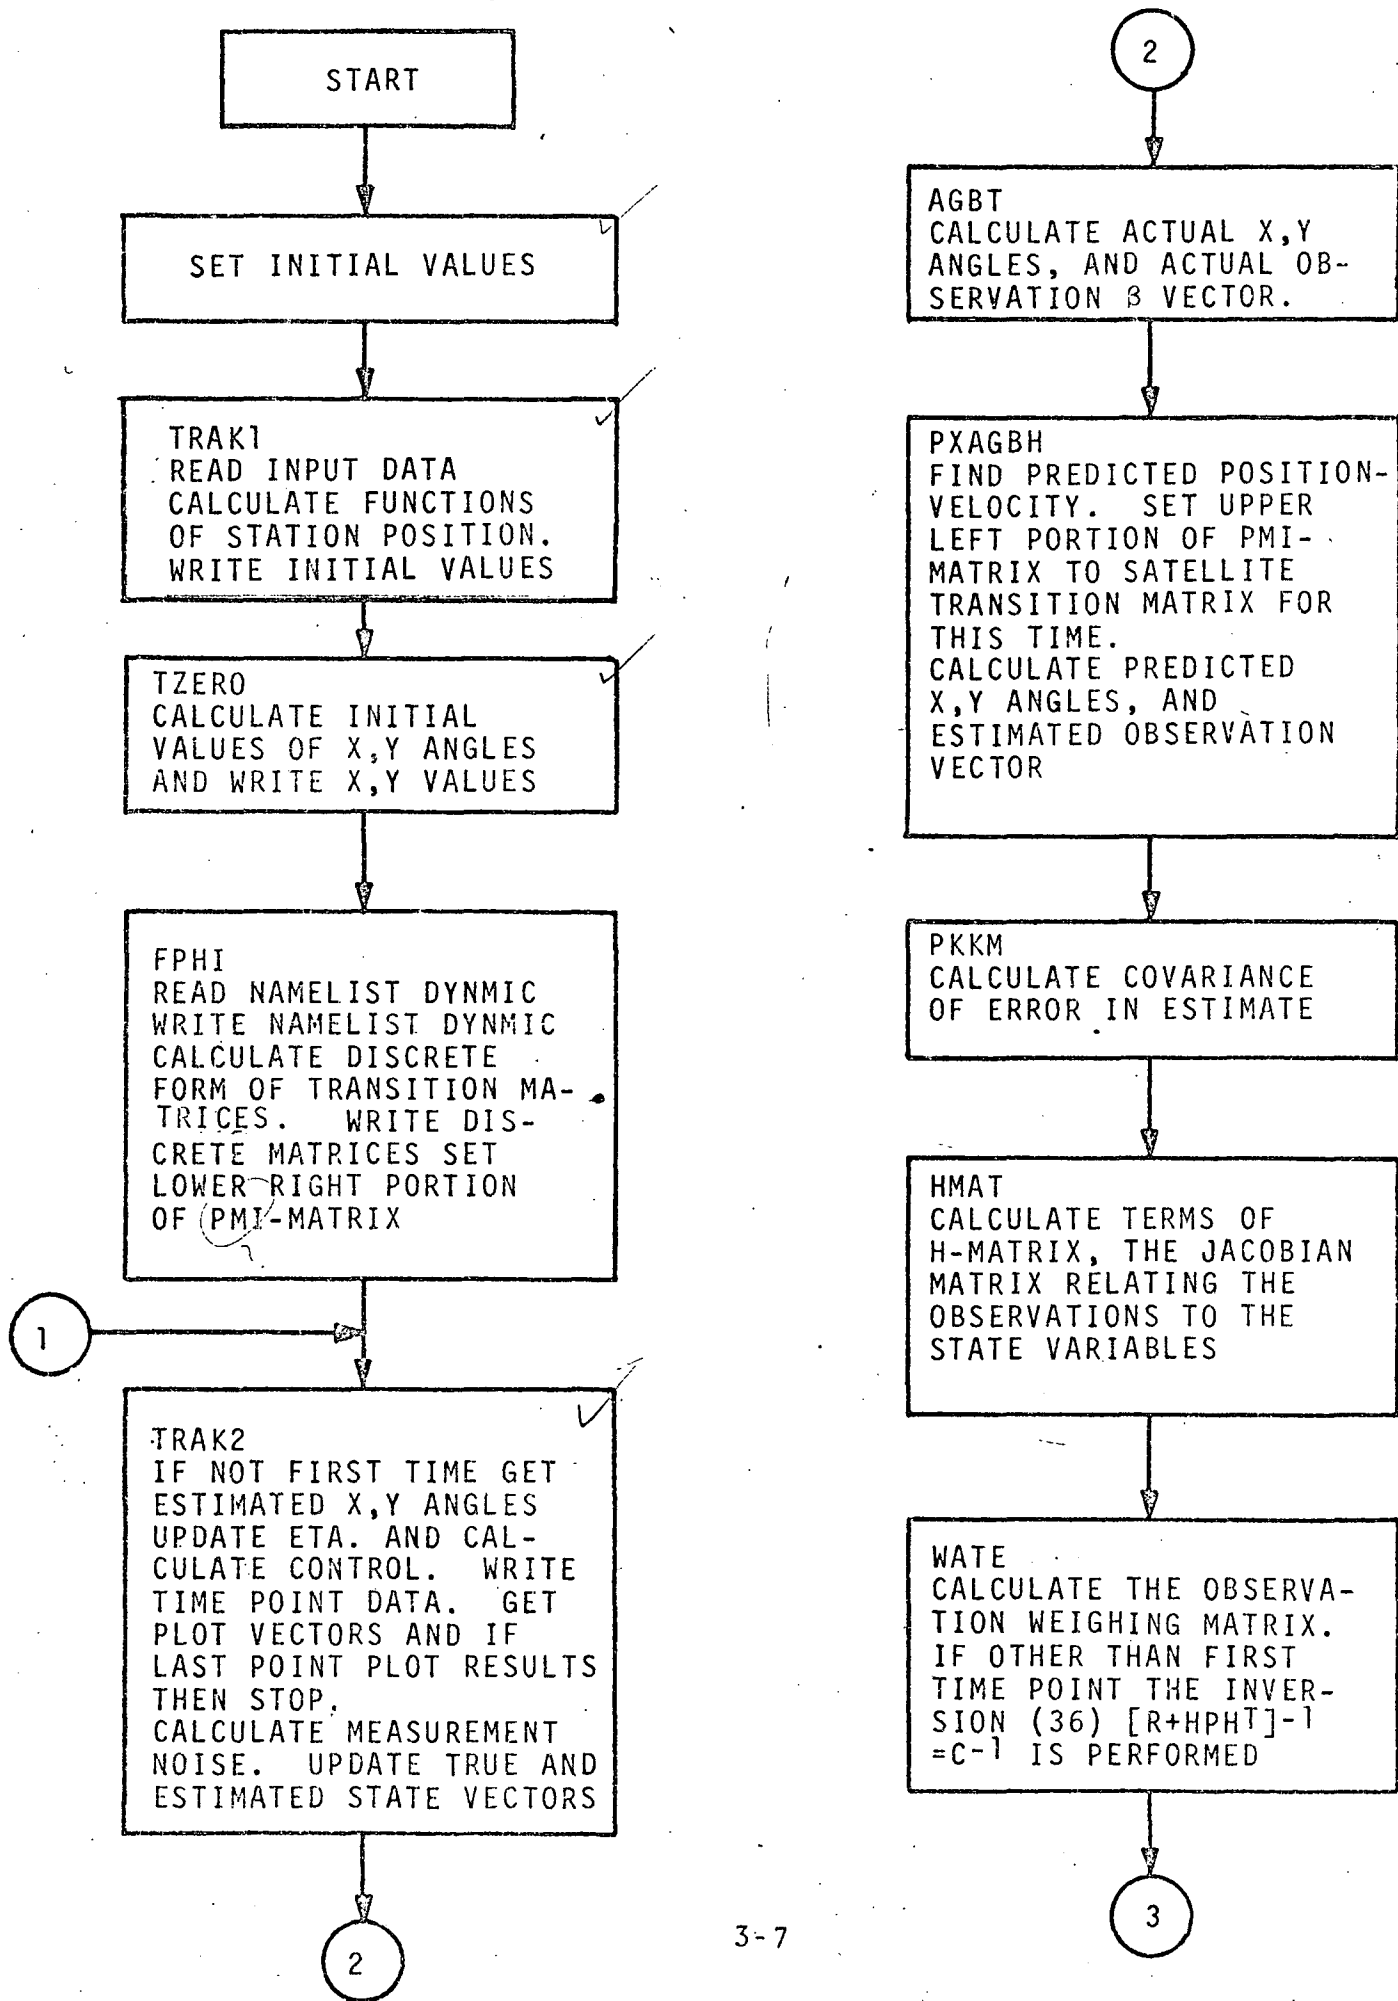 START
SET INITIAL VALUES
TRAK1
READ INPUT DATA
CALCULATE FUNCTIONS
OF STATION POSITION.
WRITE INITIAL VALUES
TZERO
CALCULATE INITIAL
VALUES OF X,Y ANGLES
AND WRITE X,Y VALUES
FPHI
READ NAMELIST DYNMIC
WRITE NAMELIST DYNMIC
CALCULATE DISCRETE
FORM OF TRANSITION MA-
TRICES. WRITE DIS-
CRETE MATRICES SET
LOWER RIGHT PORTION
OF PMI-MATRIX
?
1
TRAK2
IF NOT FIRST TIME GET
ESTIMATED X,Y ANGLES
UPDATE ETA. AND CAL-
CULATE CONTROL. WRITE
TIME POINT DATA. GET
PLOT VECTORS AND IF
LAST POINT PLOT RESULTS
THEN STOP.
CALCULATE MEASUREMENT
NOISE. UPDATE TRUE AND
ESTIMATED STATE VECTORS
2
2
AGBT
CALCULATE ACTUAL X,Y
ANGLES, AND ACTUAL OB-
SERVATION β VECTOR.
PXAGBH
FIND PREDICTED POSITION-
VELOCITY. SET UPPER
LEFT PORTION OF PMI-
MATRIX TO SATELLITE
TRANSITION MATRIX FOR
THIS TIME.
CALCULATE PREDICTED
X,Y ANGLES, AND
ESTIMATED OBSERVATION
VECTOR
PKKM
CALCULATE COVARIANCE
OF ERROR IN ESTIMATE
HMAT
CALCULATE TERMS OF
H-MATRIX, THE JACOBIAN
MATRIX RELATING THE
OBSERVATIONS TO THE
STATE VARIABLES
WATE
CALCULATE THE OBSERVA-
TION WEIGHING MATRIX.
IF OTHER THAN FIRST
TIME POINT THE INVER-
SION (36) [R+HPHᵀ]-1
=C-1 IS PERFORMED
3
3-7